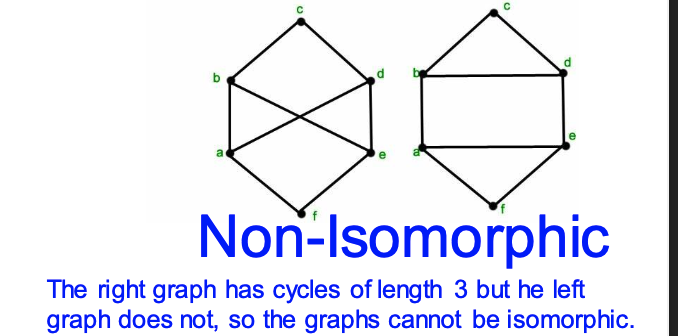 c
c
b
d
b
d
a
e
a
e
f
f
Non-Isomorphic
The right graph has cycles of length 3 but he left
graph does not, so the graphs cannot be isomorphic.